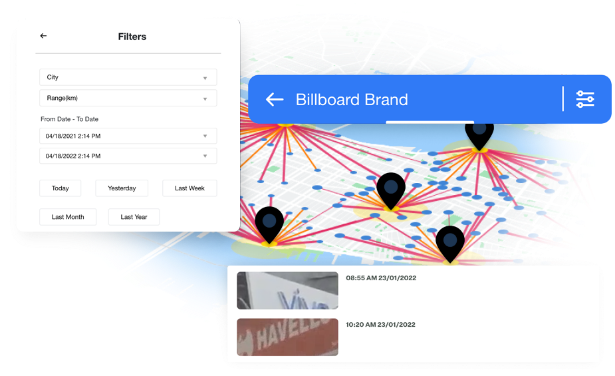 Filters
City
Range(km)
From Date - To Date
04/18/2021 2:14 PM
04/18/2022 2:14 PM
Today Yesterday Last Week
Last Month Last Year
Billboard Brand
08:55 AM 23/01/2022
Vivo
10:20 AM 23/01/2022
HAVELLS